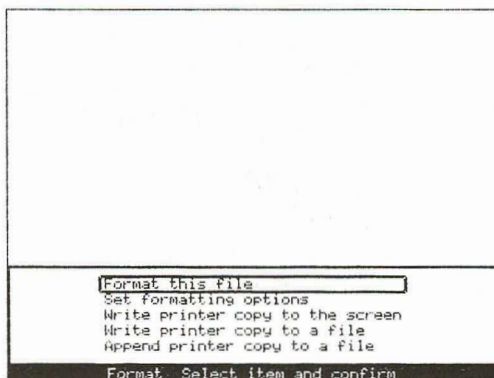 Format this file
Set formatting options
Write printer copy to the screen
Write printer copy to a file
Append printer copy to a file
Format  Select item and confirm